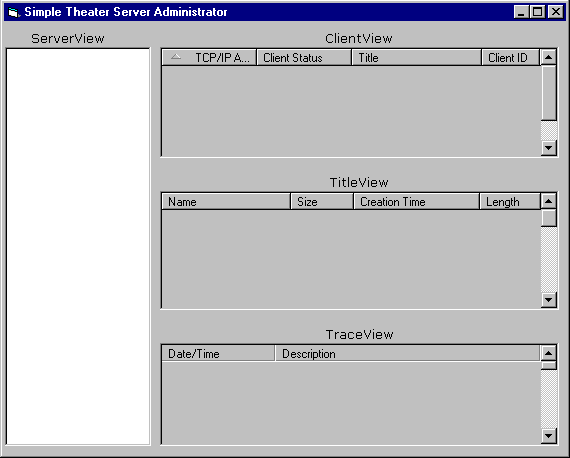 Simple Theater Server Administrator
ServerView
ClientView
TCP/IP A... Client Status Title Client ID
TitleView
Name Size Creation Time Length
TraceView
Date/Time Description